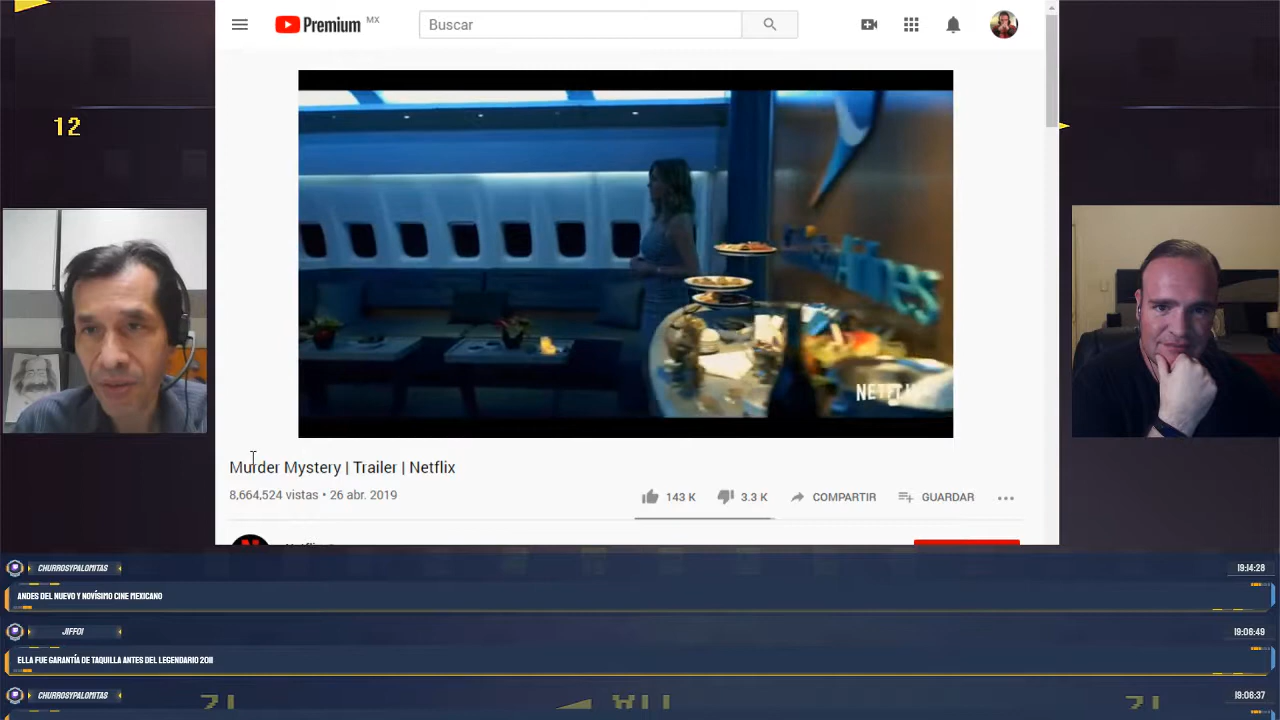 Premium MX
Buscar
12
NETFLIX
Murder Mystery | Trailer | Netflix
8,664,524 vistas • 26 abr. 2019
143 K
3.3 K
COMPARTIR
GUARDAR
CHURROSYPALOMITAS
19:14:28
ANDES DEL NUEVO Y NOVÍSIMO CINE MEXICANO
JIFFOI
19:06:49
ELLA FUE GARANTÍA DE TAQUILLA ANTES DEL LEGENDARIO 2011
CHURROSYPALOMITAS
19:06:37